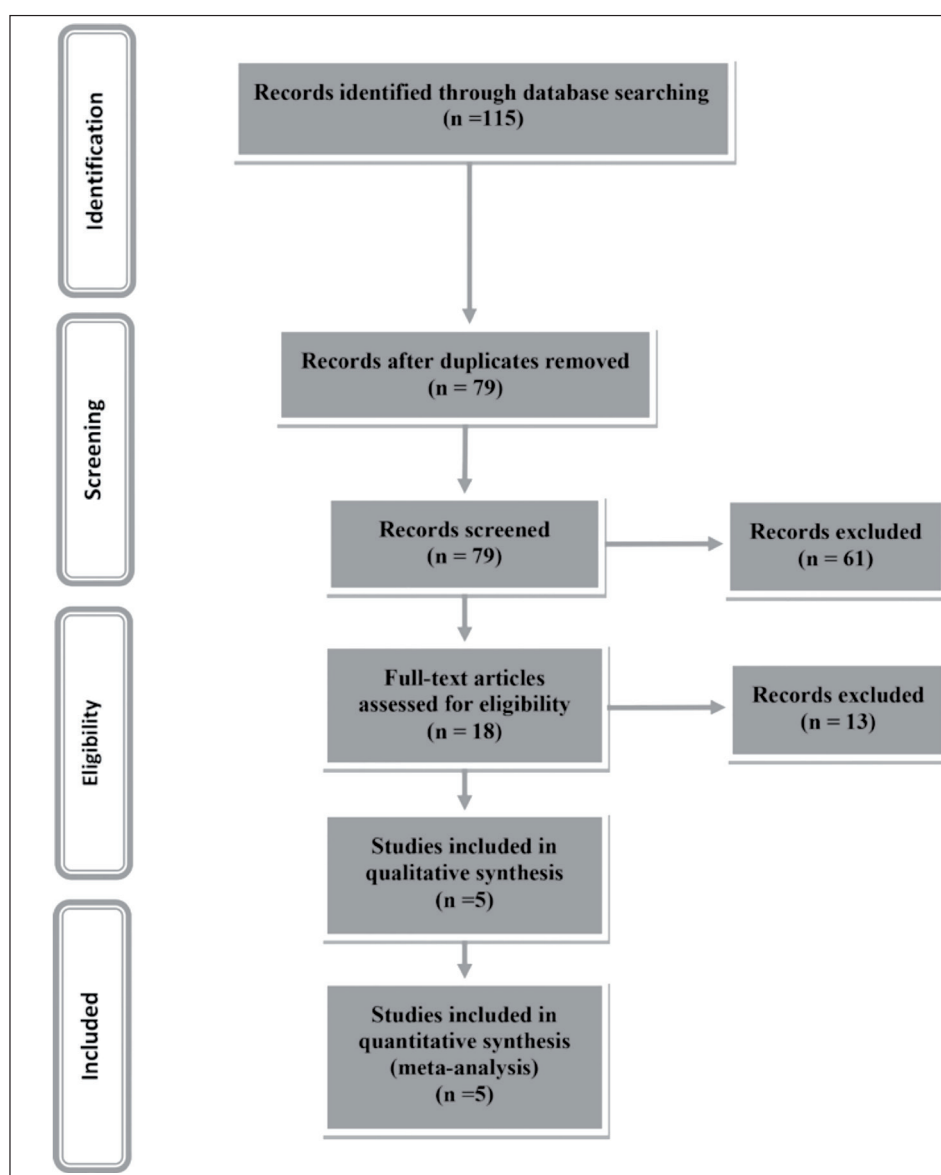 Identification
Records identified through database searching
(n =115)
Screening
Records after duplicates removed
(n = 79)
Records screened
(n = 79)
Records excluded
(n = 61)
Eligibility
Full-text articles
assessed for eligibility
(n = 18)
Records excluded
(n = 13)
Studies included in
qualitative synthesis
(n =5)
Included
Studies included in
quantitative synthesis
(meta-analysis)
(n =5)